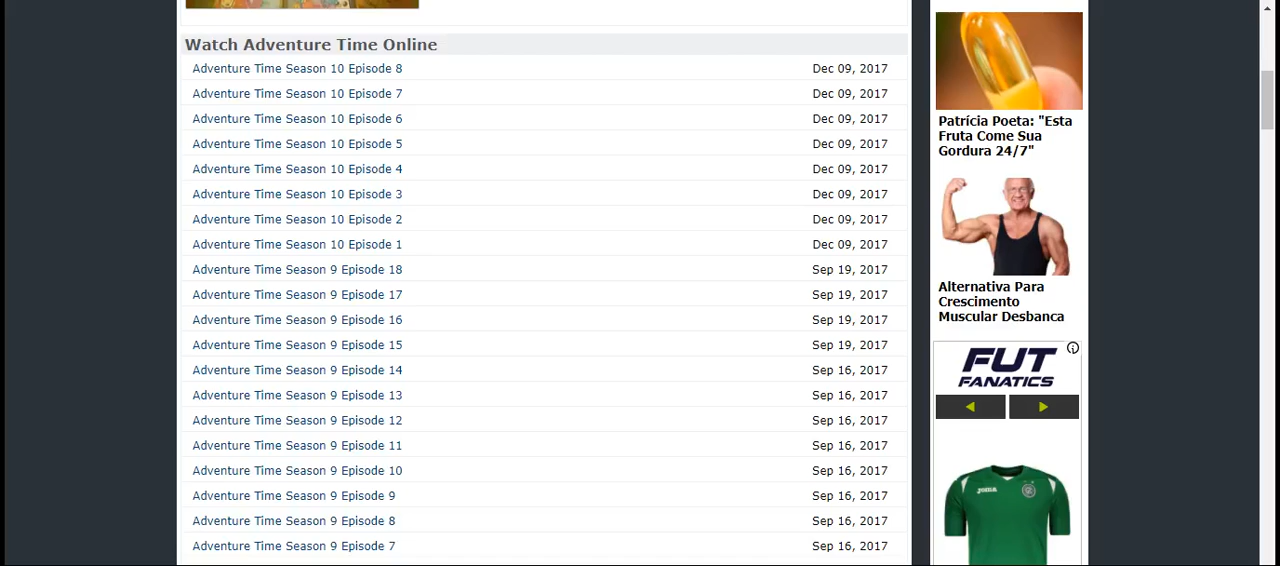 Watch Adventure Time Online
Adventure Time Season 10 Episode 8 Dec 09, 2017
Adventure Time Season 10 Episode 7 Dec 09, 2017
Adventure Time Season 10 Episode 6 Dec 09, 2017
Adventure Time Season 10 Episode 5 Dec 09, 2017
Adventure Time Season 10 Episode 4 Dec 09, 2017
Adventure Time Season 10 Episode 3 Dec 09, 2017
Adventure Time Season 10 Episode 2 Dec 09, 2017
Adventure Time Season 10 Episode 1 Dec 09, 2017
Adventure Time Season 9 Episode 18 Sep 19, 2017
Adventure Time Season 9 Episode 17 Sep 19, 2017
Adventure Time Season 9 Episode 16 Sep 19, 2017
Adventure Time Season 9 Episode 15 Sep 19, 2017
Adventure Time Season 9 Episode 14 Sep 16, 2017
Adventure Time Season 9 Episode 13 Sep 16, 2017
Adventure Time Season 9 Episode 12 Sep 16, 2017
Adventure Time Season 9 Episode 11 Sep 16, 2017
Adventure Time Season 9 Episode 10 Sep 16, 2017
Adventure Time Season 9 Episode 9 Sep 16, 2017
Adventure Time Season 9 Episode 8 Sep 16, 2017
Adventure Time Season 9 Episode 7 Sep 16, 2017
Patrícia Poeta: "Esta
Fruta Come Sua
Gordura 24/7"
Alternativa Para
Crescimento
Muscular Desbanca
FUT
FANATICS
JOMA